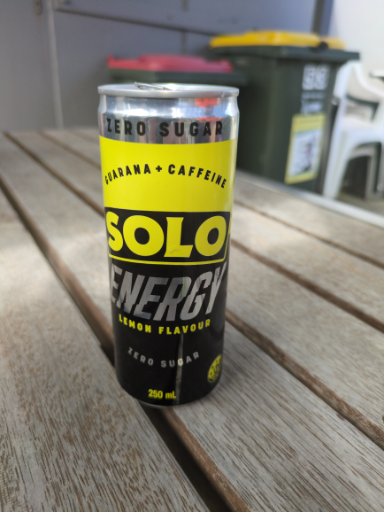 ZERO SUGAR
GUARANA + CAFFEINE
SOLO
ENERGY
LEMON FLAVOUR
ZERO SUGAR
250 mL